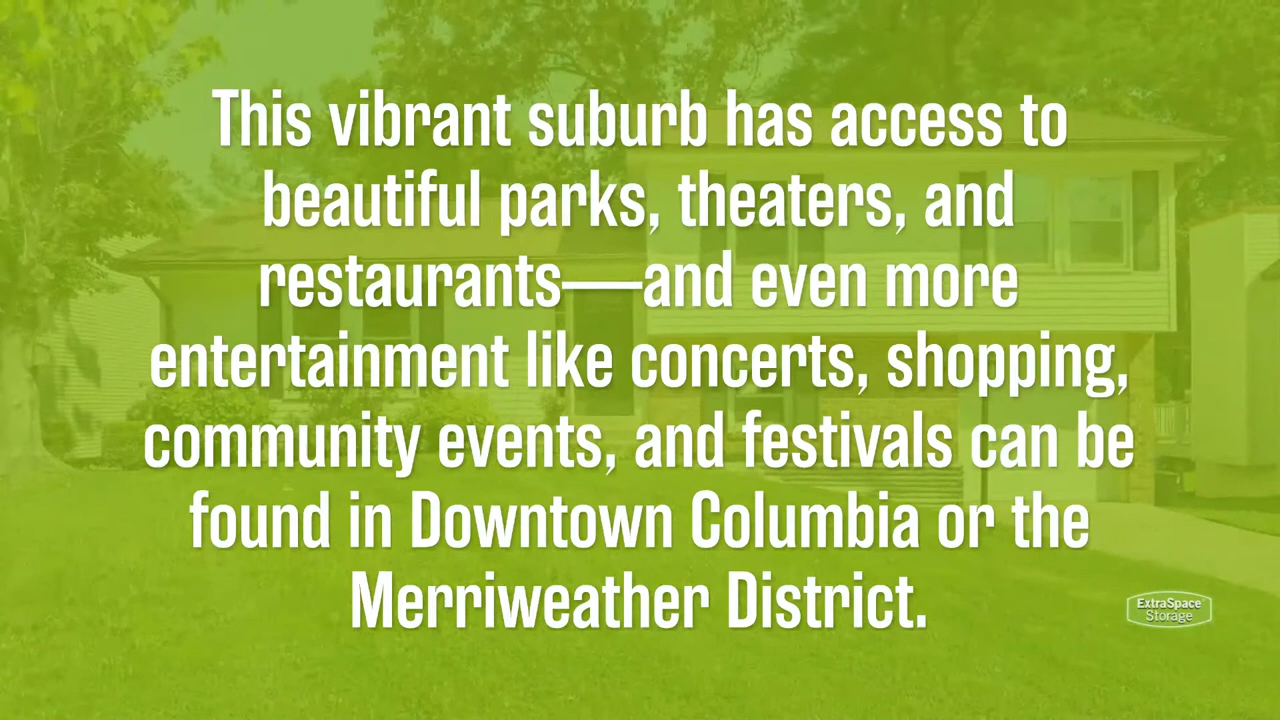 This vibrant suburb has access to
beautiful parks, theaters, and
restaurants—and even more
entertainment like concerts, shopping,
community events, and festivals can be
found in Downtown Columbia or the
Merriweather District.
ExtraSpace
Storage